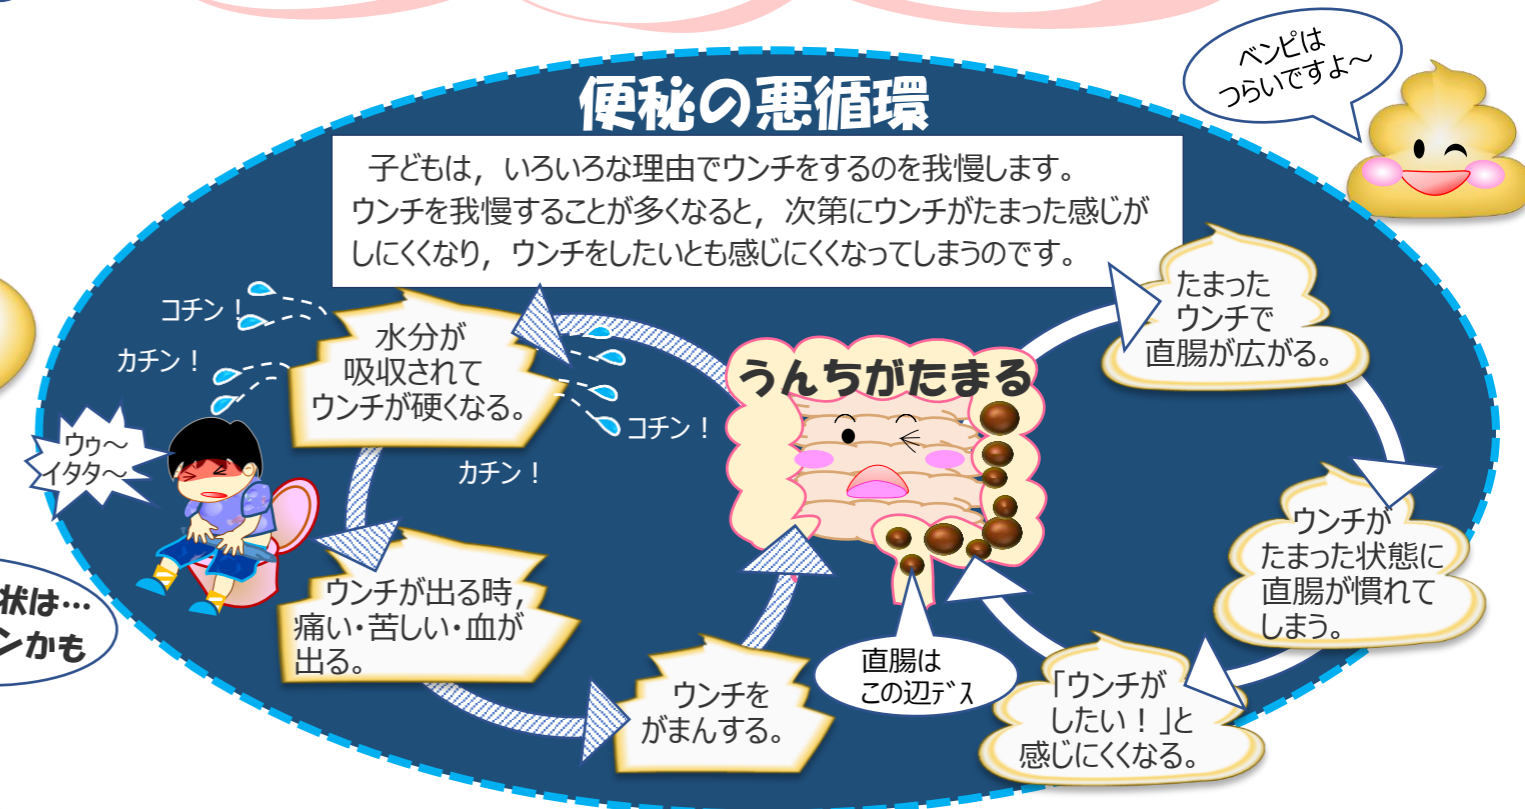 ベンピは
つらいですよ～
便秘の悪循環
子どもは，いろいろな理由でウンチをするのを我慢します。
ウンチを我慢することが多くなると，次第にウンチがたまった感じが
しにくくなり，ウンチをしたいとも感じにくくなってしまうのです。
うんちがたまる
たまった
ウンチで
直腸が広がる。
ウンチが
たまった状態に
直腸が慣れて
しまう。
「ウンチが
したい！」と
感じにくくなる。
直腸は
この辺ﾃﾞｽ
コチン！
カチン！
水分が
吸収されて
ウンチが硬くなる。
コチン！
カチン！
ウゥ～
イタタ～
ウンチが出る時，
痛い・苦しい・血が
出る。
ウンチを
がまんする。
状は…
ンかも